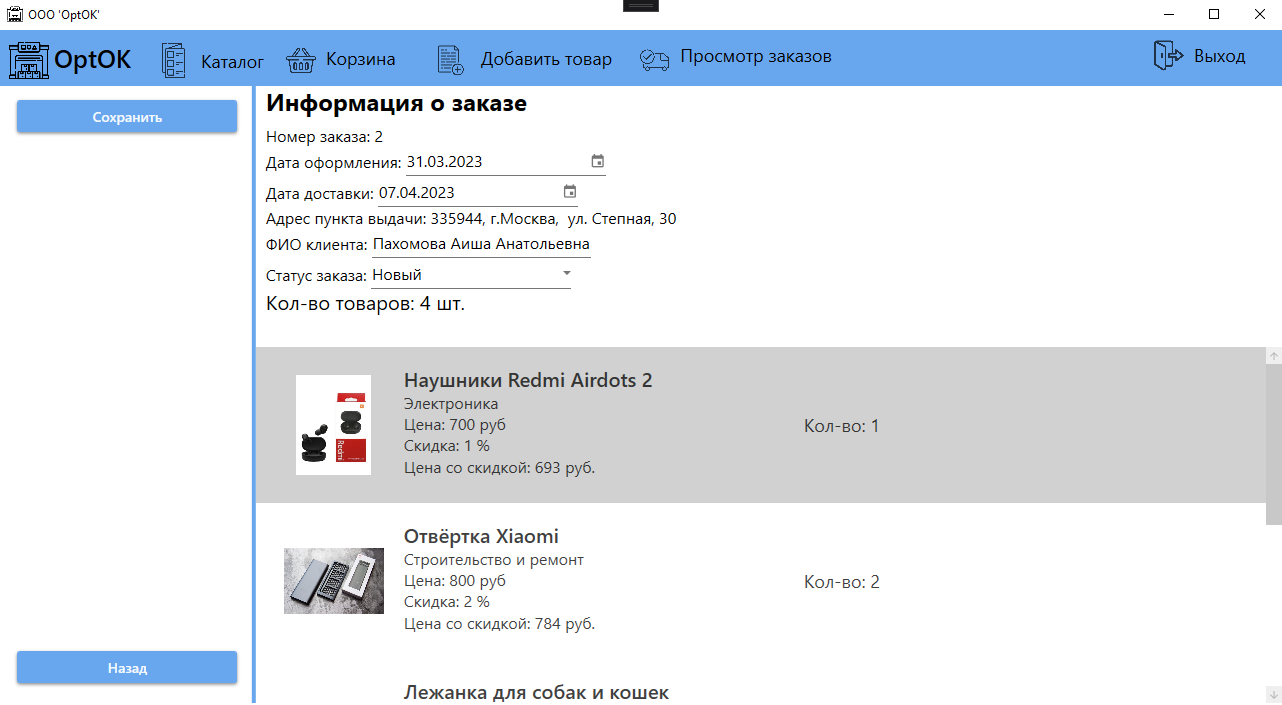 ООО 'OptOK'
OptOK Каталог Корзина Добавить товар Просмотр заказов Выход
Сохранить
Информация о заказе
Номер заказа: 2
Дата оформления: 31.03.2023
Дата доставки: 07.04.2023
Адрес пункта выдачи: 335944, г.Москва, ул. Степная, 30
ФИО клиента: Пахомова Аиша Анатольевна
Статус заказа: Новый
Кол-во товаров: 4 шт.
Наушники Redmi Airdots 2
Электроника
Цена: 700 руб
Скидка: 1 %
Цена со скидкой: 693 руб.
Кол-во: 1
Redmi
Отвёртка Xiaomi
Строительство и ремонт
Цена: 800 руб
Скидка: 2 %
Цена со скидкой: 784 руб.
Кол-во: 2
Лежанка для собак и кошек
Назад